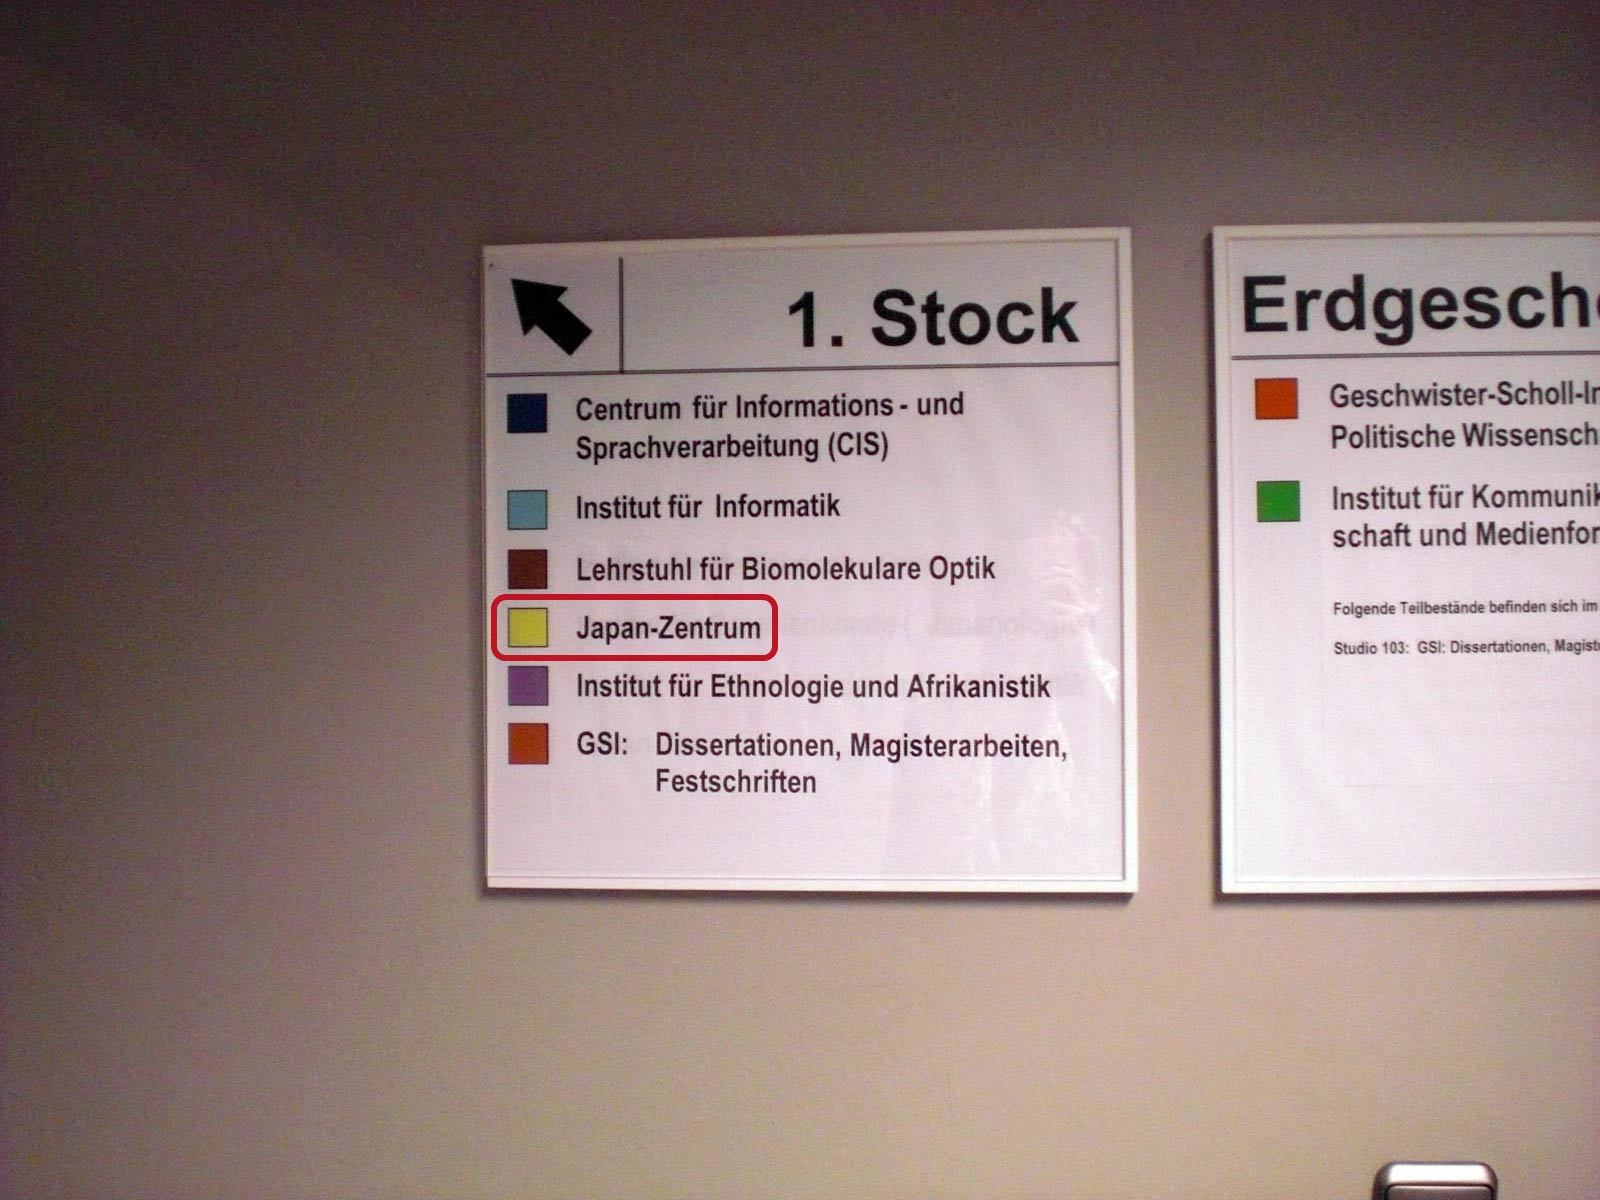 1. Stock
Centrum für Informations - und
Sprachverarbeitung (CIS)
Institut für Informatik
Lehrstuhl für Biomolekulare Optik
Japan-Zentrum
Institut für Ethnologie und Afrikanistik
GSI: Dissertationen, Magisterarbeiten,
Festschriften
Erdgescho
Geschwister-Scholl-In
Politische Wissensch
Institut für Kommunik
schaft und Medienfor
Folgende Teilbestände befinden sich im
Studio 103: GSI: Dissertationen, Magist